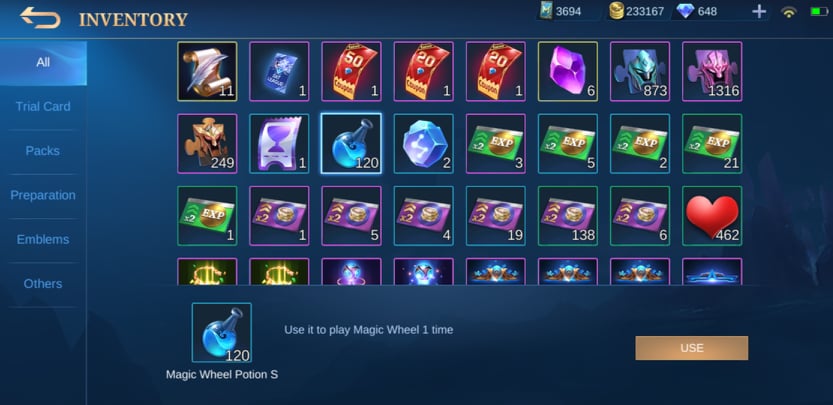 INVENTORY
3694
233167
648
All
Trial Card
Packs
Preparation
Emblems
Others
11
1
50 Coupon 1
20 Coupon 1
20 Coupon 1
6
873
1316
249
1
120
2
x2 EXP 3
x2 EXP 5
x2 EXP 2
x2 EXP 21
x2 EXP 1
x2 1
x2 5
x2 4
x2 19
x2 138
x2 6
462
120
Magic Wheel Potion S
Use it to play Magic Wheel 1 time
USE